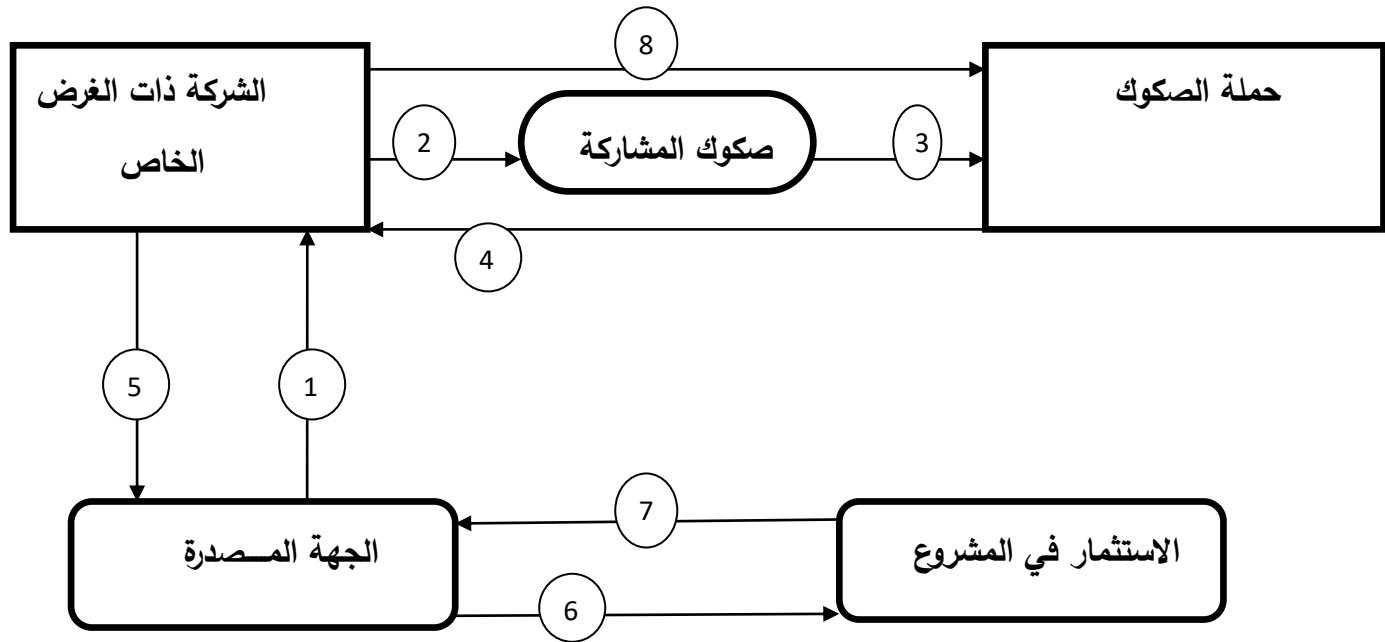 8
الشركة ذات الغرض
الخاص
حملة الصكوك
2
صكوك المشاركة
3
4
5
1
7
الجهة المـــصدرة
الاستثمار في المشروع
6